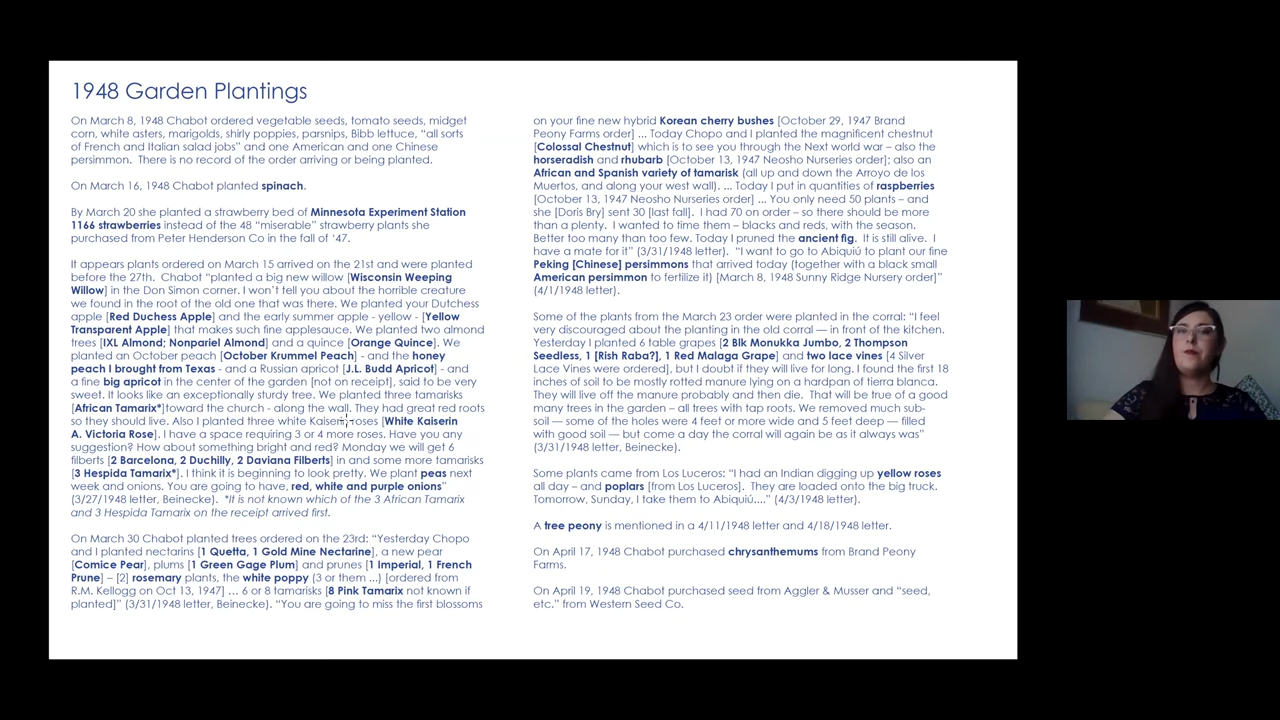 1948 Garden Plantings
On March 8, 1948 Chabot ordered vegetable seeds, tomato seeds, midget
corn, white asters, marigolds, shirly poppies, parsnips, Bibb lettuce, “all sorts
of French and Italian salad jobs” and one American and one Chinese
persimmon.  There is no record of the order arriving or being planted.
On March 16, 1948 Chabot planted spinach.
By March 20 she planted a strawberry bed of Minnesota Experiment Station
1166 strawberries instead of the 48 “miserable” strawberry plants she
purchased from Peter Henderson Co in the fall of ‘47.
It appears plants ordered on March 15 arrived on the 21st and were planted
before the 27th.  Chabot “planted a big new willow [Wisconsin Weeping
Willow] in the Don Simon corner. I won’t tell you about the horrible creature
we found in the root of the old one that was there. We planted your Dutchess
apple [Red Duchess Apple] and the early summer apple - yellow - [Yellow
Transparent Apple] that makes such fine applesauce. We planted two almond
trees [IXL Almond; Nonpariel Almond] and a quince [Orange Quince]. We
planted an October peach [October Krummel Peach] - and the honey
peach I brought from Texas - and a Russian apricot [J.L. Budd Apricot] - and
a fine big apricot in the center of the garden [not on receipt], said to be very
sweet. It looks like an exceptionally sturdy tree. We planted three tamarisks
[African Tamarix*]toward the church - along the wall. They had great red roots
so they should live. Also I planted three white Kaiserin roses [White Kaiserin
A. Victoria Rose]. I have a space requiring 3 or 4 more roses. Have you any
suggestion? How about something bright and red? Monday we will get 6
filberts [2 Barcelona, 2 Duchilly, 2 Daviana Filberts] in and some more tamarisks
[3 Hespida Tamarix*]. I think it is beginning to look pretty. We plant peas next
week and onions. You are going to have, red, white and purple onions”
(3/27/1948 letter, Beinecke).  *It is not known which of the 3 African Tamarix
and 3 Hespida Tamarix on the receipt arrived first.
On March 30 Chabot planted trees ordered on the 23rd: “Yesterday Chopo
and I planted nectarins [1 Quetta, 1 Gold Mine Nectarine], a new pear
[Comice Pear], plums [1 Green Gage Plum] and prunes [1 Imperial, 1 French
Prune] – [2] rosemary plants, the white poppy (3 or them ...) [ordered from
R.M. Kellogg on Oct 13, 1947] … 6 or 8 tamarisks [8 Pink Tamarix not known if
planted]” (3/31/1948 letter, Beinecke). “You are going to miss the first blossoms
on your fine new hybrid Korean cherry bushes [October 29, 1947 Brand
Peony Farms order] ... Today Chopo and I planted the magnificent chestnut
[Colossal Chestnut] which is to see you through the Next world war – also the
horseradish and rhubarb [October 13, 1947 Neosho Nurseries order]; also an
African and Spanish variety of tamarisk (all up and down the Arroyo de los
Muertos, and along your west wall). ... Today I put in quantities of raspberries
[October 13, 1947 Neosho Nurseries order] ... You only need 50 plants – and
she [Doris Bry] sent 30 [last fall].  I had 70 on order – so there should be more
than a plenty.  I wanted to time them – blacks and reds, with the season.
Better too many than too few. Today I pruned the ancient fig.  It is still alive.  I
have a mate for it” (3/31/1948 letter).  “I want to go to Abiquiú to plant our fine
Peking [Chinese] persimmons that arrived today (together with a black small
American persimmon to fertilize it) [March 8, 1948 Sunny Ridge Nursery order]”
(4/1/1948 letter).
Some of the plants from the March 23 order were planted in the corral: “I feel
very discouraged about the planting in the old corral — in front of the kitchen.
Yesterday I planted 6 table grapes [2 Blk Monukka Jumbo, 2 Thompson
Seedless, 1 [Rish Raba?], 1 Red Malaga Grape] and two lace vines [4 Silver
Lace Vines were ordered], but I doubt if they will live for long. I found the first 18
inches of soil to be mostly rotted manure lying on a hardpan of tierra blanca.
They will live off the manure probably and then die.  That will be true of a good
many trees in the garden – all trees with tap roots. We removed much sub-
soil — some of the holes were 4 feet or more wide and 5 feet deep — filled
with good soil — but come a day the corral will again be as it always was”
(3/31/1948 letter, Beinecke).
Some plants came from Los Luceros: “I had an Indian digging up yellow roses
all day – and poplars [from Los Luceros].  They are loaded onto the big truck.
Tomorrow, Sunday, I take them to Abiquiú....” (4/3/1948 letter).
A tree peony is mentioned in a 4/11/1948 letter and 4/18/1948 letter.
On April 17, 1948 Chabot purchased chrysanthemums from Brand Peony
Farms.
On April 19, 1948 Chabot purchased seed from Aggler & Musser and “seed,
etc.” from Western Seed Co.